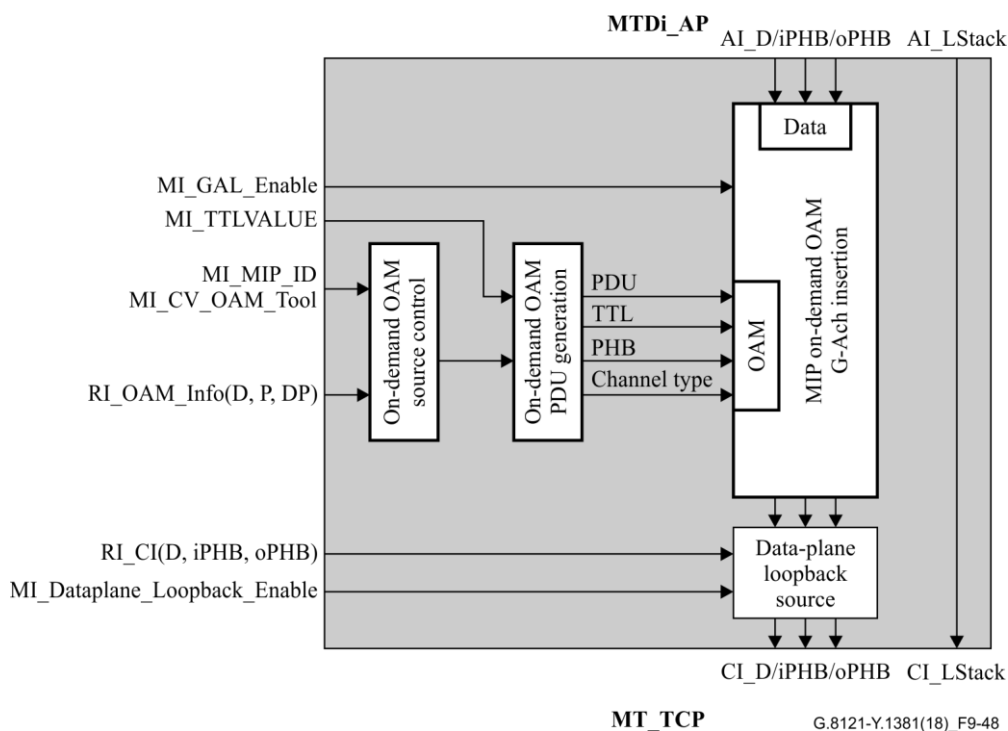 MTDi_AP
AI_D/iPHB/oPHB
AI_LStack
Data
MI_GAL_Enable
MI_TTLVALUE
MI_MIP_ID
MI_CV_OAM_Tool
RI_OAM_Info(D, P, DP)
On-demand OAM
source control
On-demand OAM
PDU generation
PDU
TTL
PHB
Channel type
OAM
MIP on-demand OAM
G-Ach insertion
RI_CI(D, iPHB, oPHB)
MI_Dataplane_Loopback_Enable
Data-plane
loopback
source
CI_D/iPHB/oPHB
CI_LStack
MT_TCP
G.8121-Y.1381(18)_F9-48